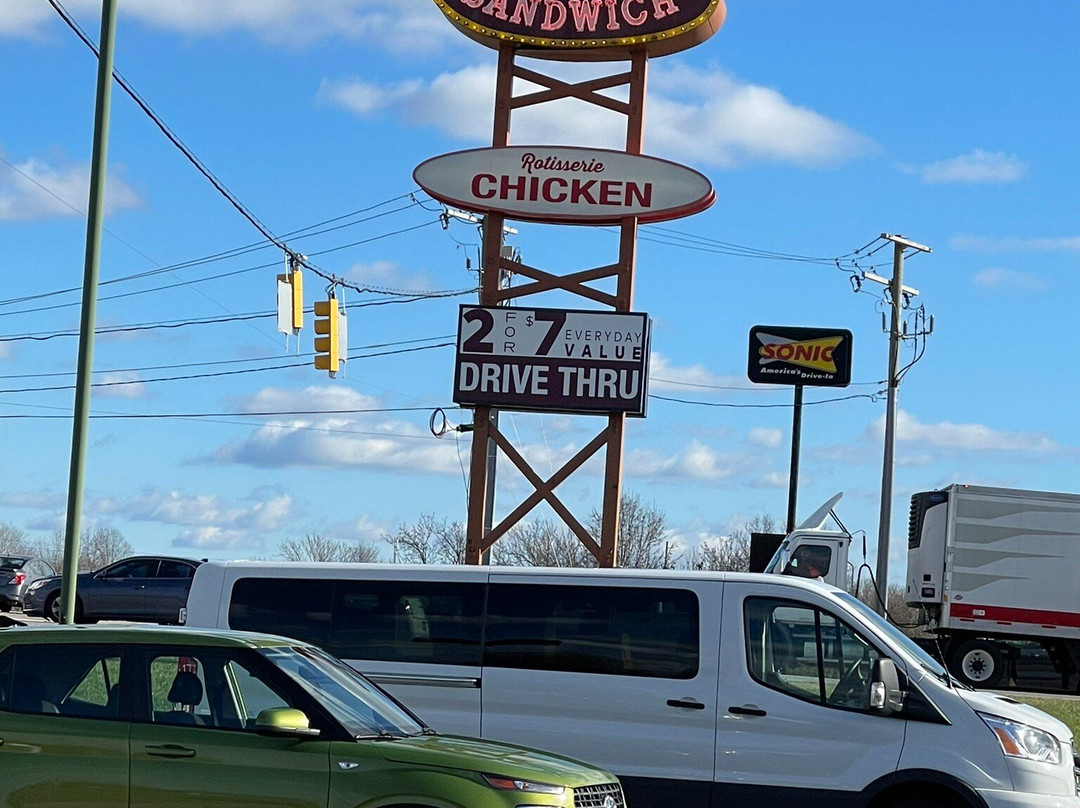 SANDWICH
Rotisserie
CHICKEN
2 FOR $7 EVERYDAY VALUE
DRIVE THRU
SONIC
America's Drive-In